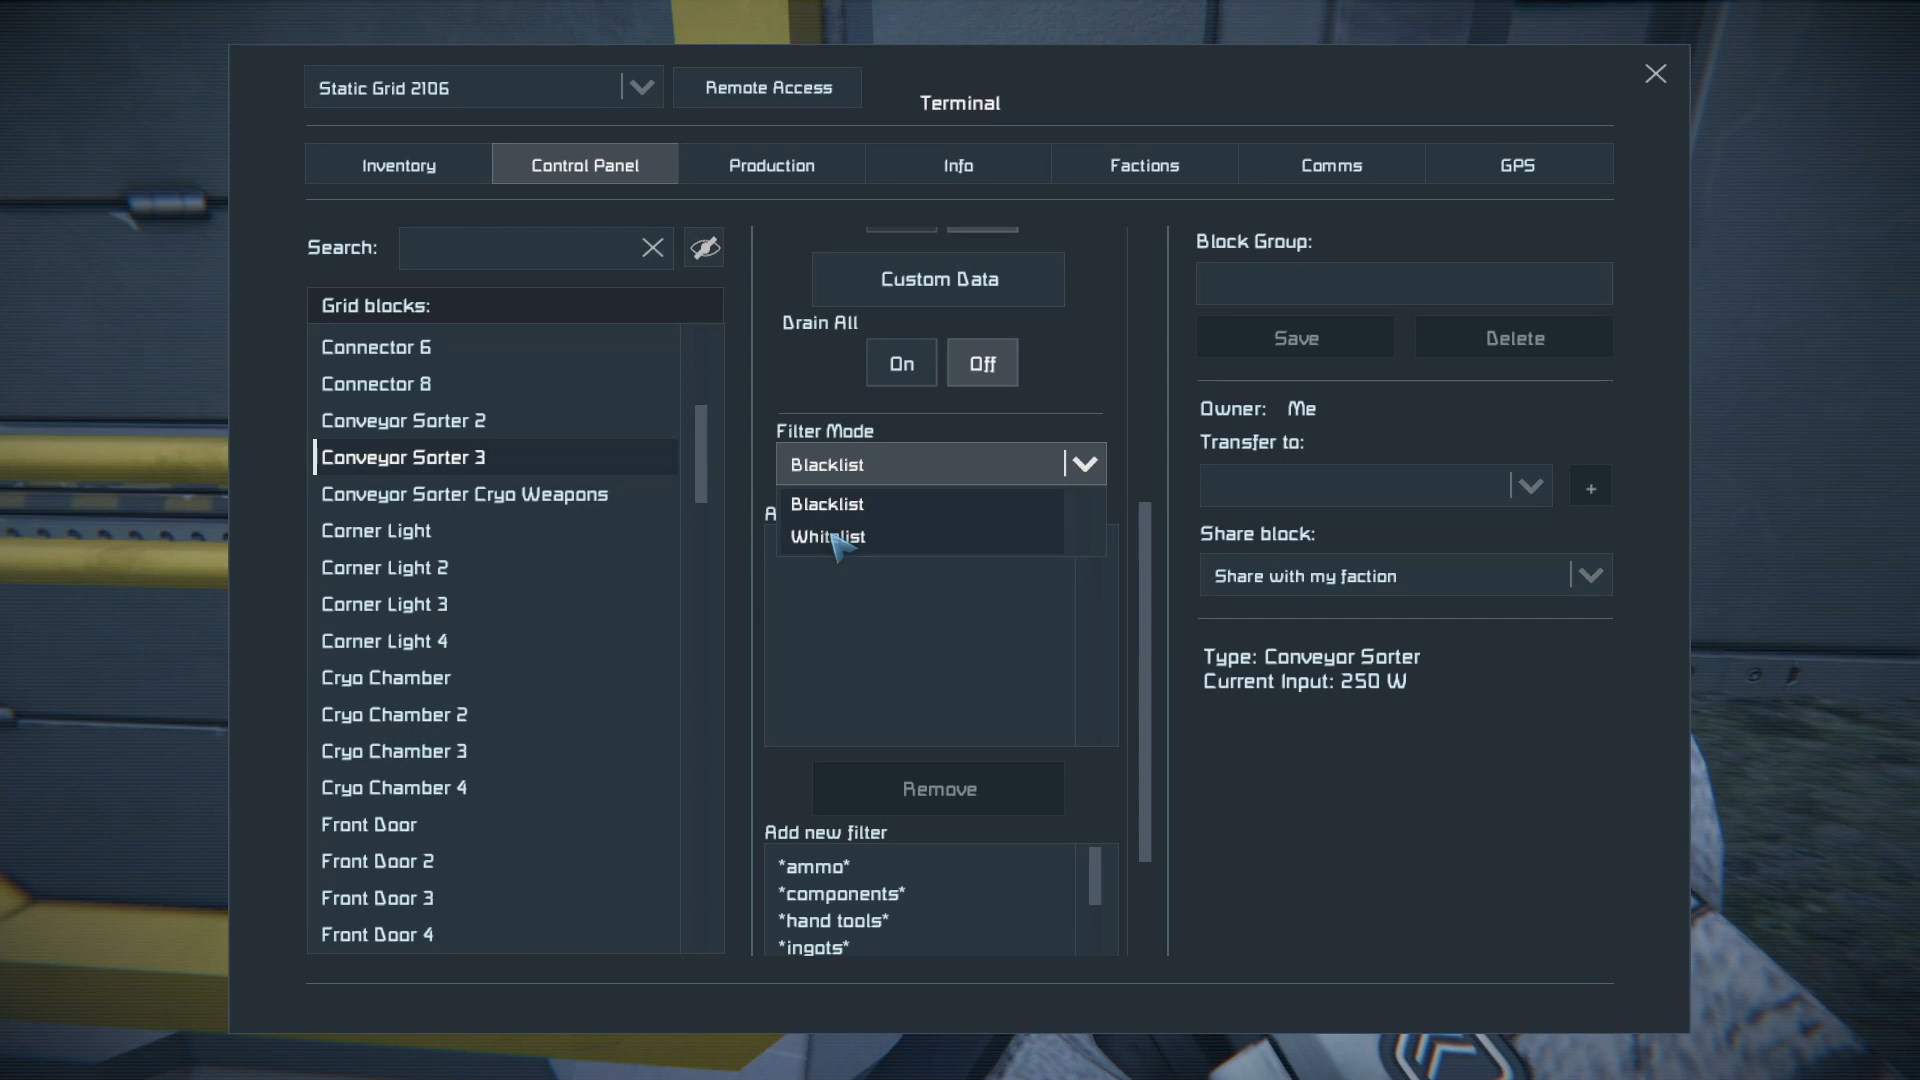 Static Grid 2106
Remote Access
Terminal
Inventory
Control Panel
Production
Info
Factions
Comms
GPS
Search:
Grid blocks:
Connector 6
Connector 8
Conveyor Sorter 2
Conveyor Sorter 3
Conveyor Sorter Cryo Weapons
Corner Light
Corner Light 2
Corner Light 3
Corner Light 4
Cryo Chamber
Cryo Chamber 2
Cryo Chamber 3
Cryo Chamber 4
Front Door
Front Door 2
Front Door 3
Front Door 4
Custom Data
Drain All
On
Off
Filter Mode
Blacklist
Blacklist
Whitelist
Remove
Add new filter
*ammo*
*components*
*hand tools*
*ingots*
Block Group:
Save
Delete
Owner: Me
Transfer to:
+
Share block:
Share with my faction
Type: Conveyor Sorter
Current Input: 250 W